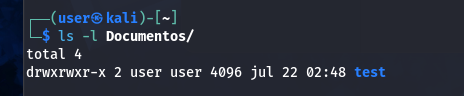 ┌──(user㉿kali)-[~]
└─$ ls -l Documentos/
total 4
drwxrwxr-x 2 user user 4096 jul 22 02:48 test